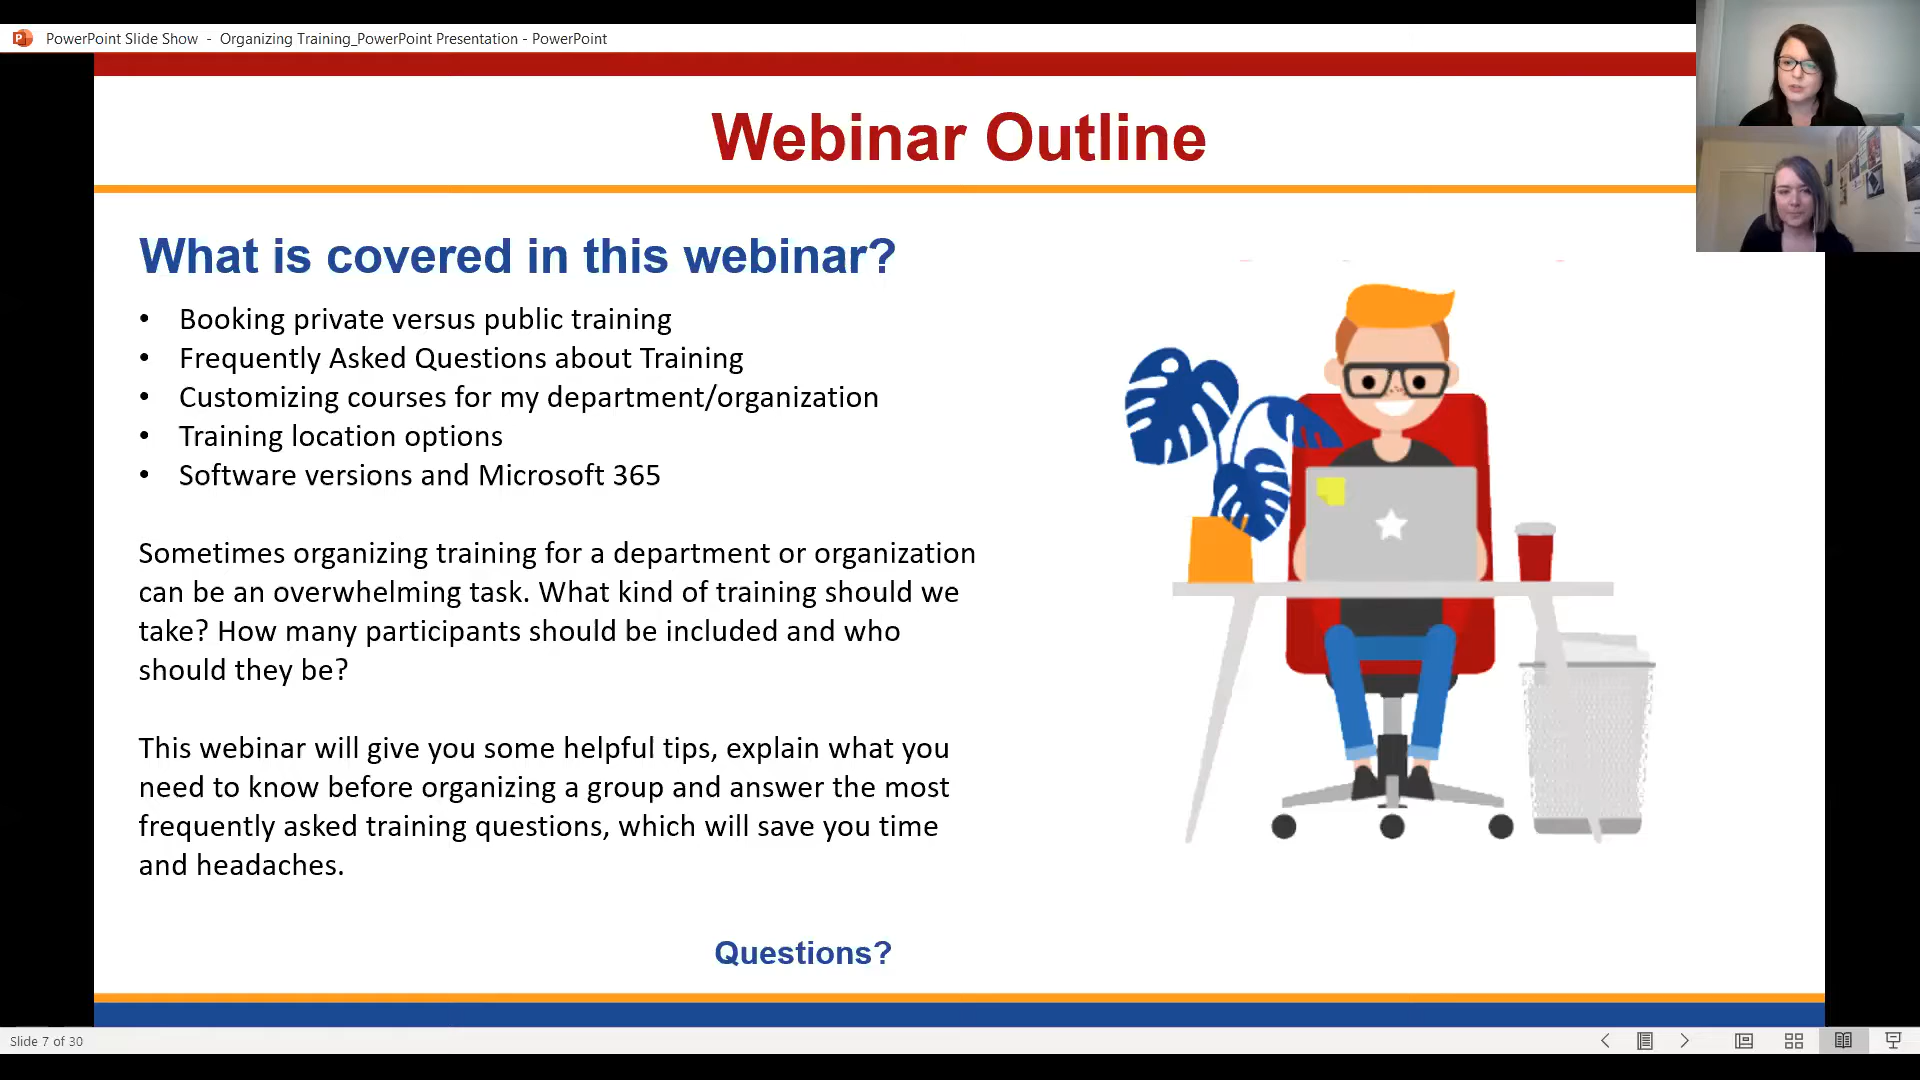 PowerPoint Slide Show - Organizing Training_PowerPoint Presentation - PowerPoint
Webinar Outline
What is covered in this webinar?
• Booking private versus public training
• Frequently Asked Questions about Training
• Customizing courses for my department/organization
• Training location options
• Software versions and Microsoft 365
Sometimes organizing training for a department or organization
can be an overwhelming task. What kind of training should we
take? How many participants should be included and who
should they be?
This webinar will give you some helpful tips, explain what you
need to know before organizing a group and answer the most
frequently asked training questions, which will save you time
and headaches.
Questions?
Slide 7 of 30